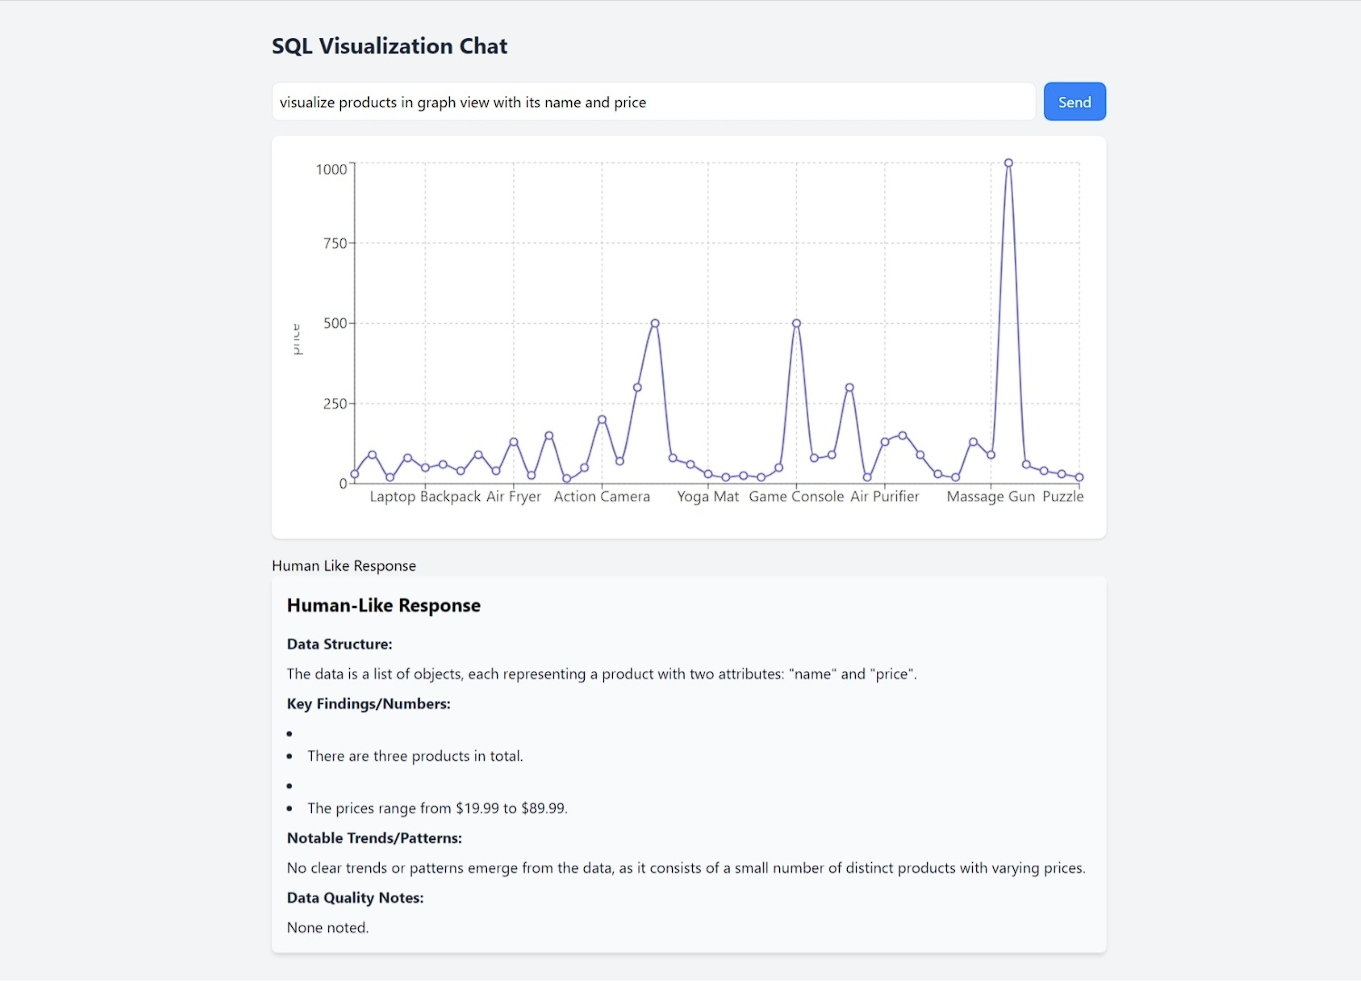 SQL Visualization Chat
visualize products in graph view with its name and price
Send
1000
750
500
250
0
price
Laptop Backpack Air Fryer Action Camera Yoga Mat Game Console Air Purifier Massage Gun Puzzle
Human Like Response
Human-Like Response
Data Structure:
The data is a list of objects, each representing a product with two attributes: "name" and "price".
Key Findings/Numbers:
• There are three products in total.
• The prices range from $19.99 to $89.99.
Notable Trends/Patterns:
No clear trends or patterns emerge from the data, as it consists of a small number of distinct products with varying prices.
Data Quality Notes:
None noted.